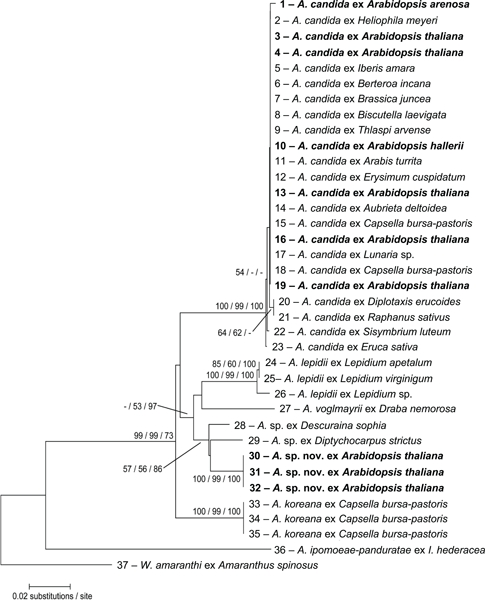 1 – A. candida ex Arabidopsis arenosa
2 – A. candida ex Heliophila meyeri
3 – A. candida ex Arabidopsis thaliana
4 – A. candida ex Arabidopsis thaliana
5 – A. candida ex Iberis amara
6 – A. candida ex Berteroa incana
7 – A. candida ex Brassica juncea
8 – A. candida ex Biscutella laevigata
9 – A. candida ex Thlaspi arvense
10 – A. candida ex Arabidopsis hallerii
11 – A. candida ex Arabis turrita
12 – A. candida ex Erysimum cuspidatum
13 – A. candida ex Arabidopsis thaliana
14 – A. candida ex Aubrieta deltoidea
15 – A. candida ex Capsella bursa-pastoris
16 – A. candida ex Arabidopsis thaliana
17 – A. candida ex Lunaria sp.
18 – A. candida ex Capsella bursa-pastoris
54 / - / -
19 – A. candida ex Arabidopsis thaliana
20 – A. candida ex Diplotaxis erucoides
100 / 99 / 100
21 – A. candida ex Raphanus sativus
64 / 62 / -
22 – A. candida ex Sisymbrium luteum
23 – A. candida ex Eruca sativa
85 / 60 / 100
24 – A. lepidii ex Lepidium apetalum
100 / 99 / 100
25– A. lepidii ex Lepidium virginigum
26 – A. lepidii ex Lepidium sp.
- / 53 / 97
27 – A. voglmayrii ex Draba nemorosa
28 – A. sp. ex Descuraina sophia
99 / 99 / 73
29 – A. sp. ex Diptychocarpus strictus
30 – A. sp. nov. ex Arabidopsis thaliana
57 / 56 / 86
31 – A. sp. nov. ex Arabidopsis thaliana
100 / 99 / 100
32 – A. sp. nov. ex Arabidopsis thaliana
33 – A. koreana ex Capsella bursa-pastoris
100 / 100 / 100
34 – A. koreana ex Capsella bursa-pastoris
35 – A. koreana ex Capsella bursa-pastoris
36 – A. ipomoeae-panduratae ex I. hederacea
37 – W. amaranthi ex Amaranthus spinosus
0.02 substitutions / site